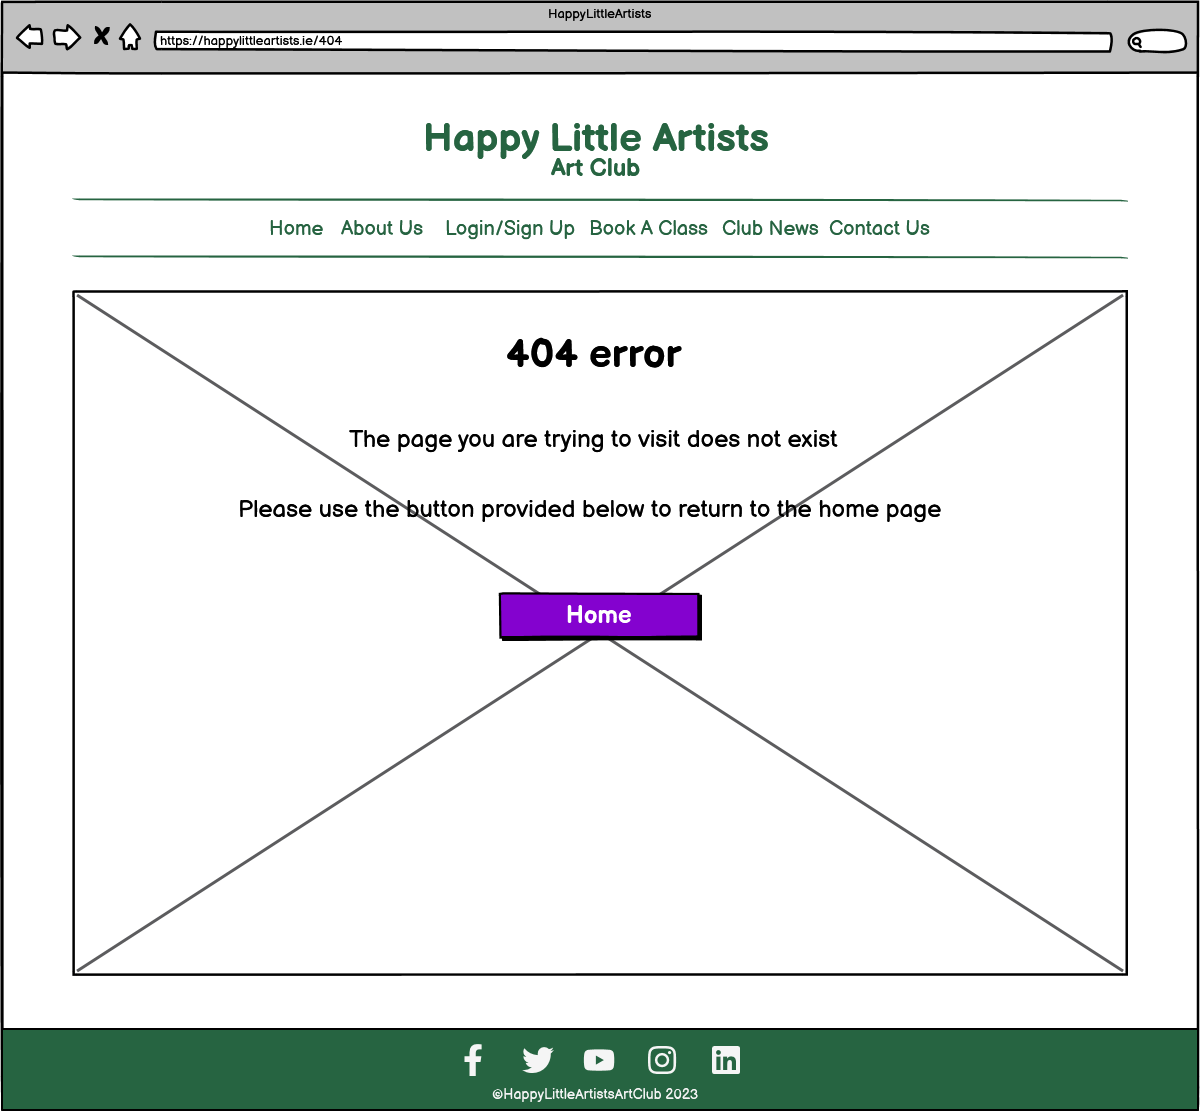 HappyLittleArtists
https://happylittleartists.ie/404
Happy Little Artists
Art Club
Home About Us Login/Sign Up Book A Class Club News Contact Us
404 error
The page you are trying to visit does not exist
Please use the button provided below to return to the home page
Home
©HappyLittleArtistsArtClub 2023